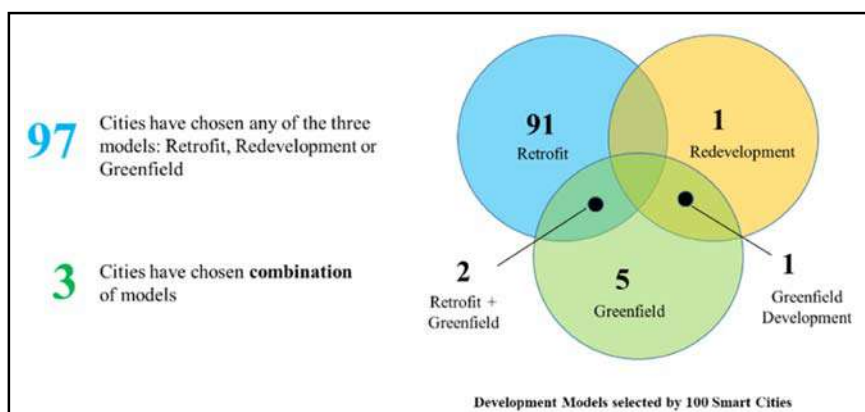 97
Cities have chosen any of the three
models: Retrofit, Redevelopment or
Greenfield
3
Cities have chosen combination
of models
91
Retrofit
1
Redevelopment
2
Retrofit +
Greenfield
5
Greenfield
1
Greenfield
Development
Development Models selected by 100 Smart Cities